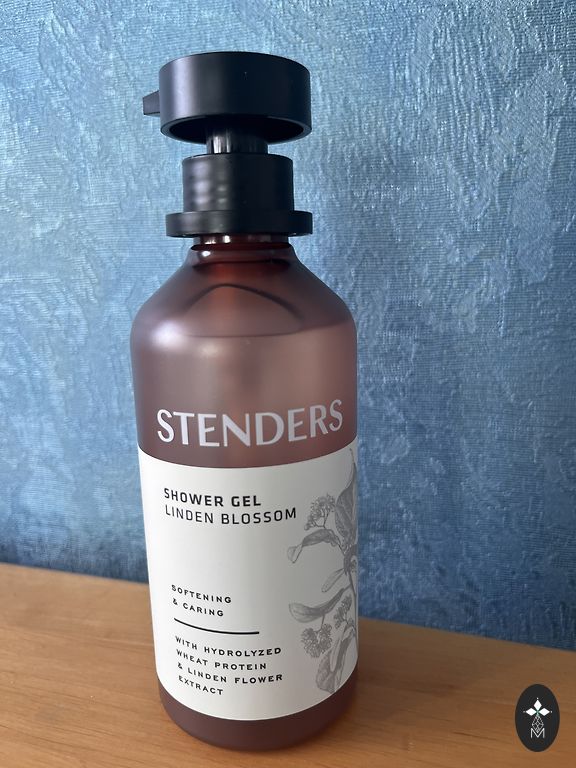 STENDERS
SHOWER GEL
LINDEN BLOSSOM
SOFTENING
& CARING
WITH HYDROLYZED
WHEAT PROTEIN
& LINDEN FLOWER
EXTRACT
M